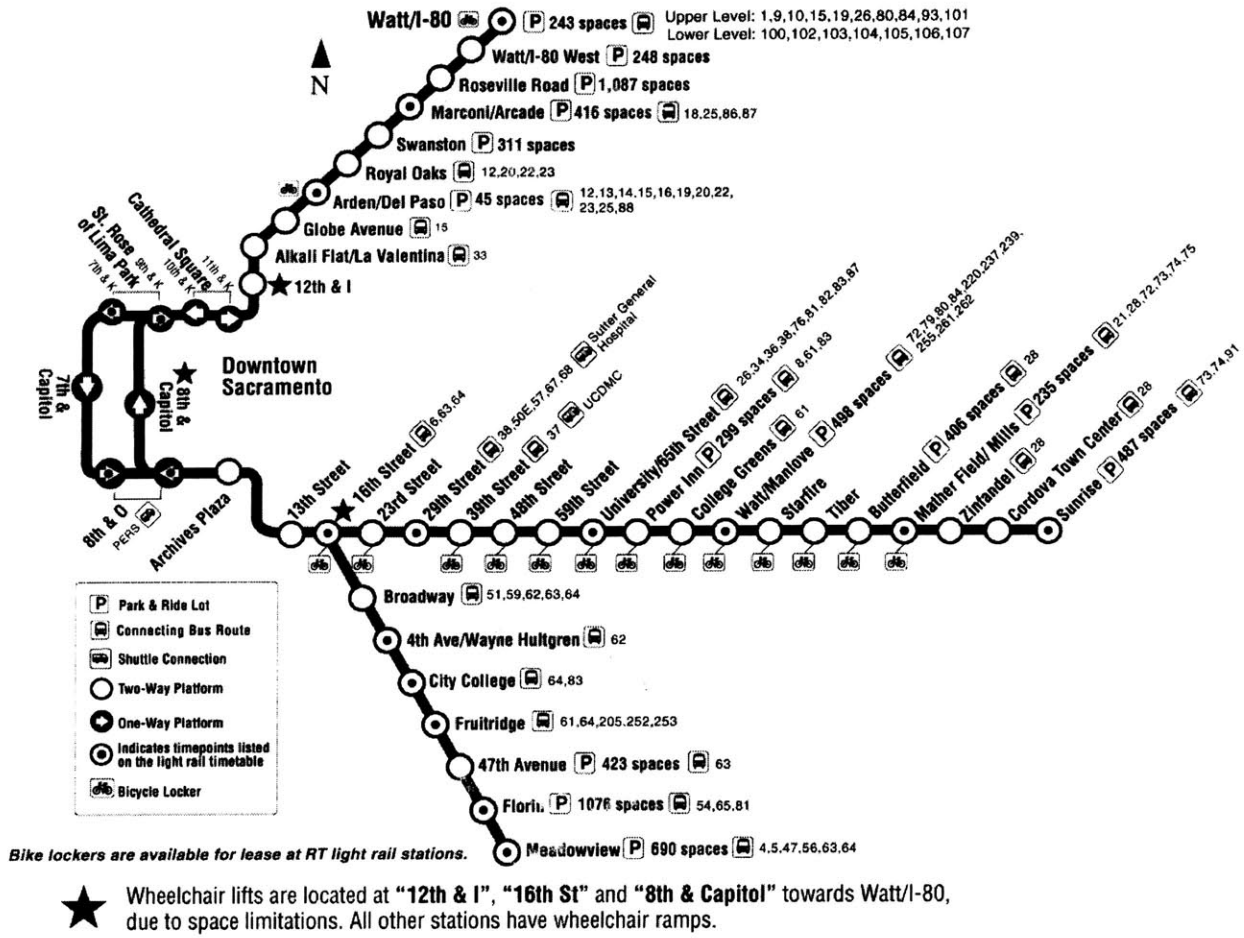 Watt/I-80 P 243 spaces Upper Level: 1,9,10,15,19,26,80,84,93,101
Lower Level: 100,102,103,104,105,106,107
N
Watt/I-80 West P 248 spaces
Roseville Road P 1,087 spaces
Marconi/Arcade P 416 spaces 18,25,86,87
Swanston P 311 spaces
Royal Oaks 12,20,22,23
Arden/Del Paso P 45 spaces 12,13,14,15,16,19,20,22,
23,25,88
Globe Avenue 15
Alkali Flat/La Valentina 33
12th & I
Cathedral Square
11th & K
10th & K
St. Rose
of Lima Park
9th & K
7th & K
7th &
Capitol
8th &
Capitol
Downtown
Sacramento
8th & O
PERS
Archives Plaza
13th Street
16th Street 6,63,64
23rd Street
29th Street 38,50E,57,67,68 Sutter General
Hospital
39th Street 37 UCDMC
48th Street
59th Street
University/65th Street 26,34,36,38,76,81,82,83,87
Power Inn P 299 spaces 8,61,83
College Greens 61
Watt/Manlove P 498 spaces 72,79,80,84,220,237,239,
255,261,262
Starfire
Tiber
Butterfield P 406 spaces 28
Mather Field/ Mills P 235 spaces 21,28,72,73,74,75
Zinfandel 28
Cordova Town Center 28
Sunrise P 487 spaces 73,74,91
Broadway 51,59,62,63,64
4th Ave/Wayne Hultgren 62
City College 64,83
Fruitridge 61,64,205.252,253
47th Avenue P 423 spaces 63
Florin P 1076 spaces 54,65,81
Meadowview P 690 spaces 4,5,47,56,63,64
P Park & Ride Lot
Connecting Bus Route
Shuttle Connection
Two-Way Platform
One-Way Platform
Indicates timepoints listed
on the light rail timetable
Bicycle Locker
Bike lockers are available for lease at RT light rail stations.
Wheelchair lifts are located at “12th & I”, “16th St” and “8th & Capitol” towards Watt/I-80,
due to space limitations. All other stations have wheelchair ramps.